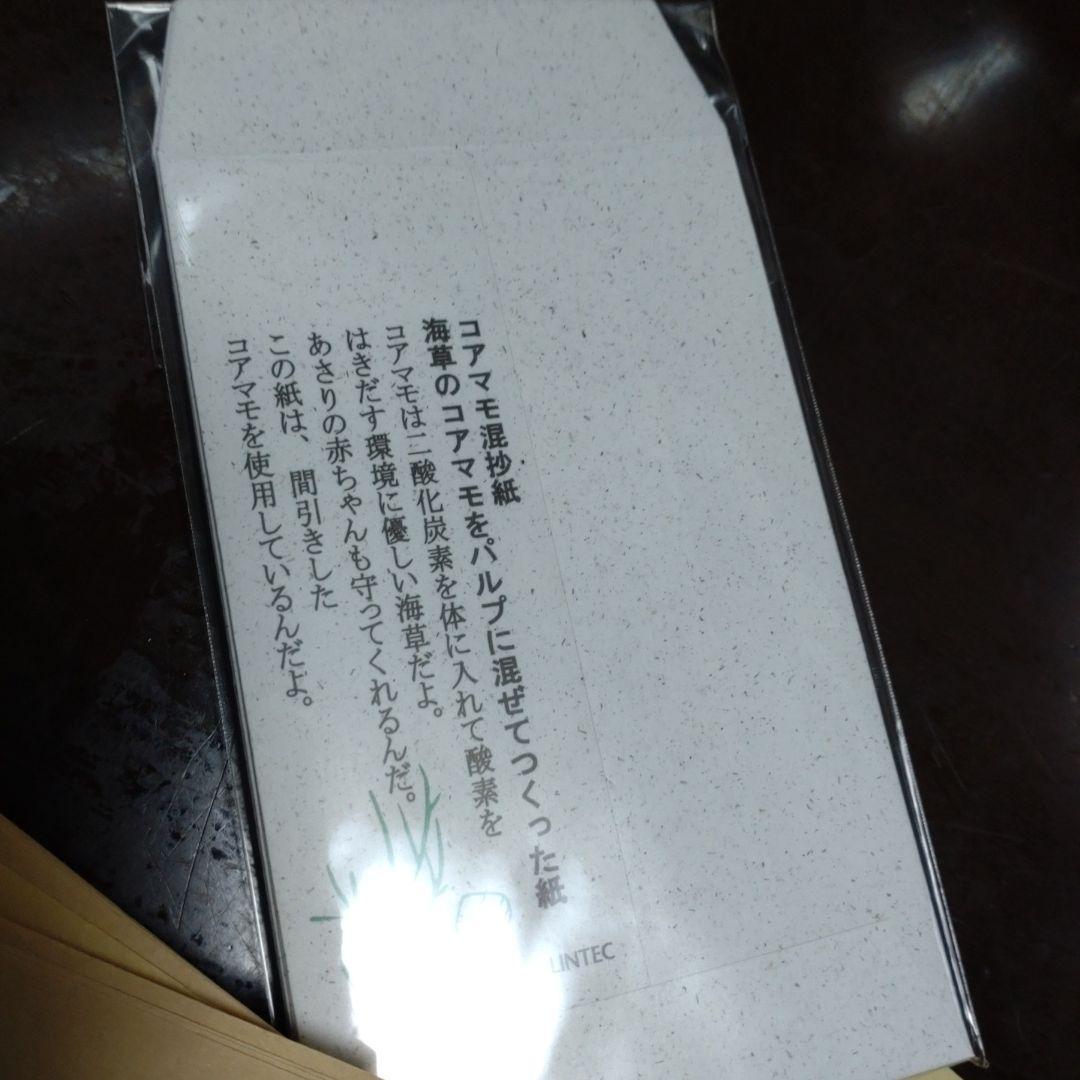 コアマモ混抄紙
海草のコアマモをパルプに混ぜてつくった紙
コアマモは二酸化炭素を体に入れて酸素を
はきだす環境に優しい海草だよ。
あさりの赤ちゃんも守ってくれるんだ。
この紙は、間引きした
コアマモを使用しているんだよ。
LINTEC